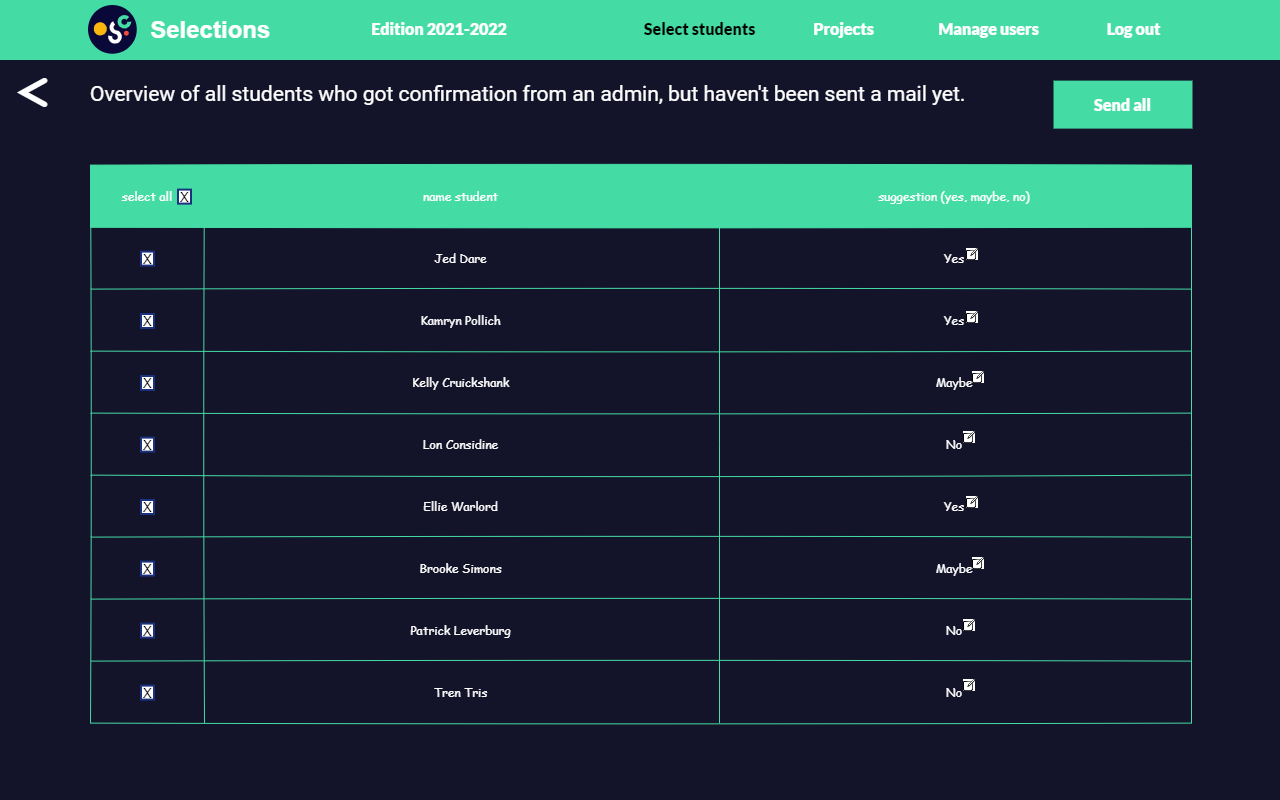 Selections Edition 2021-2022 Select students Projects Manage users Log out
< Overview of all students who got confirmation from an admin, but haven't been sent a mail yet. Send all
select all X name student suggestion (yes, maybe, no)
X Jed Dare Yes
X Kamryn Pollich Yes
X Kelly Cruickshank Maybe
X Lon Considine No
X Ellie Warlord Yes
X Brooke Simons Maybe
X Patrick Leverburg No
X Tren Tris No